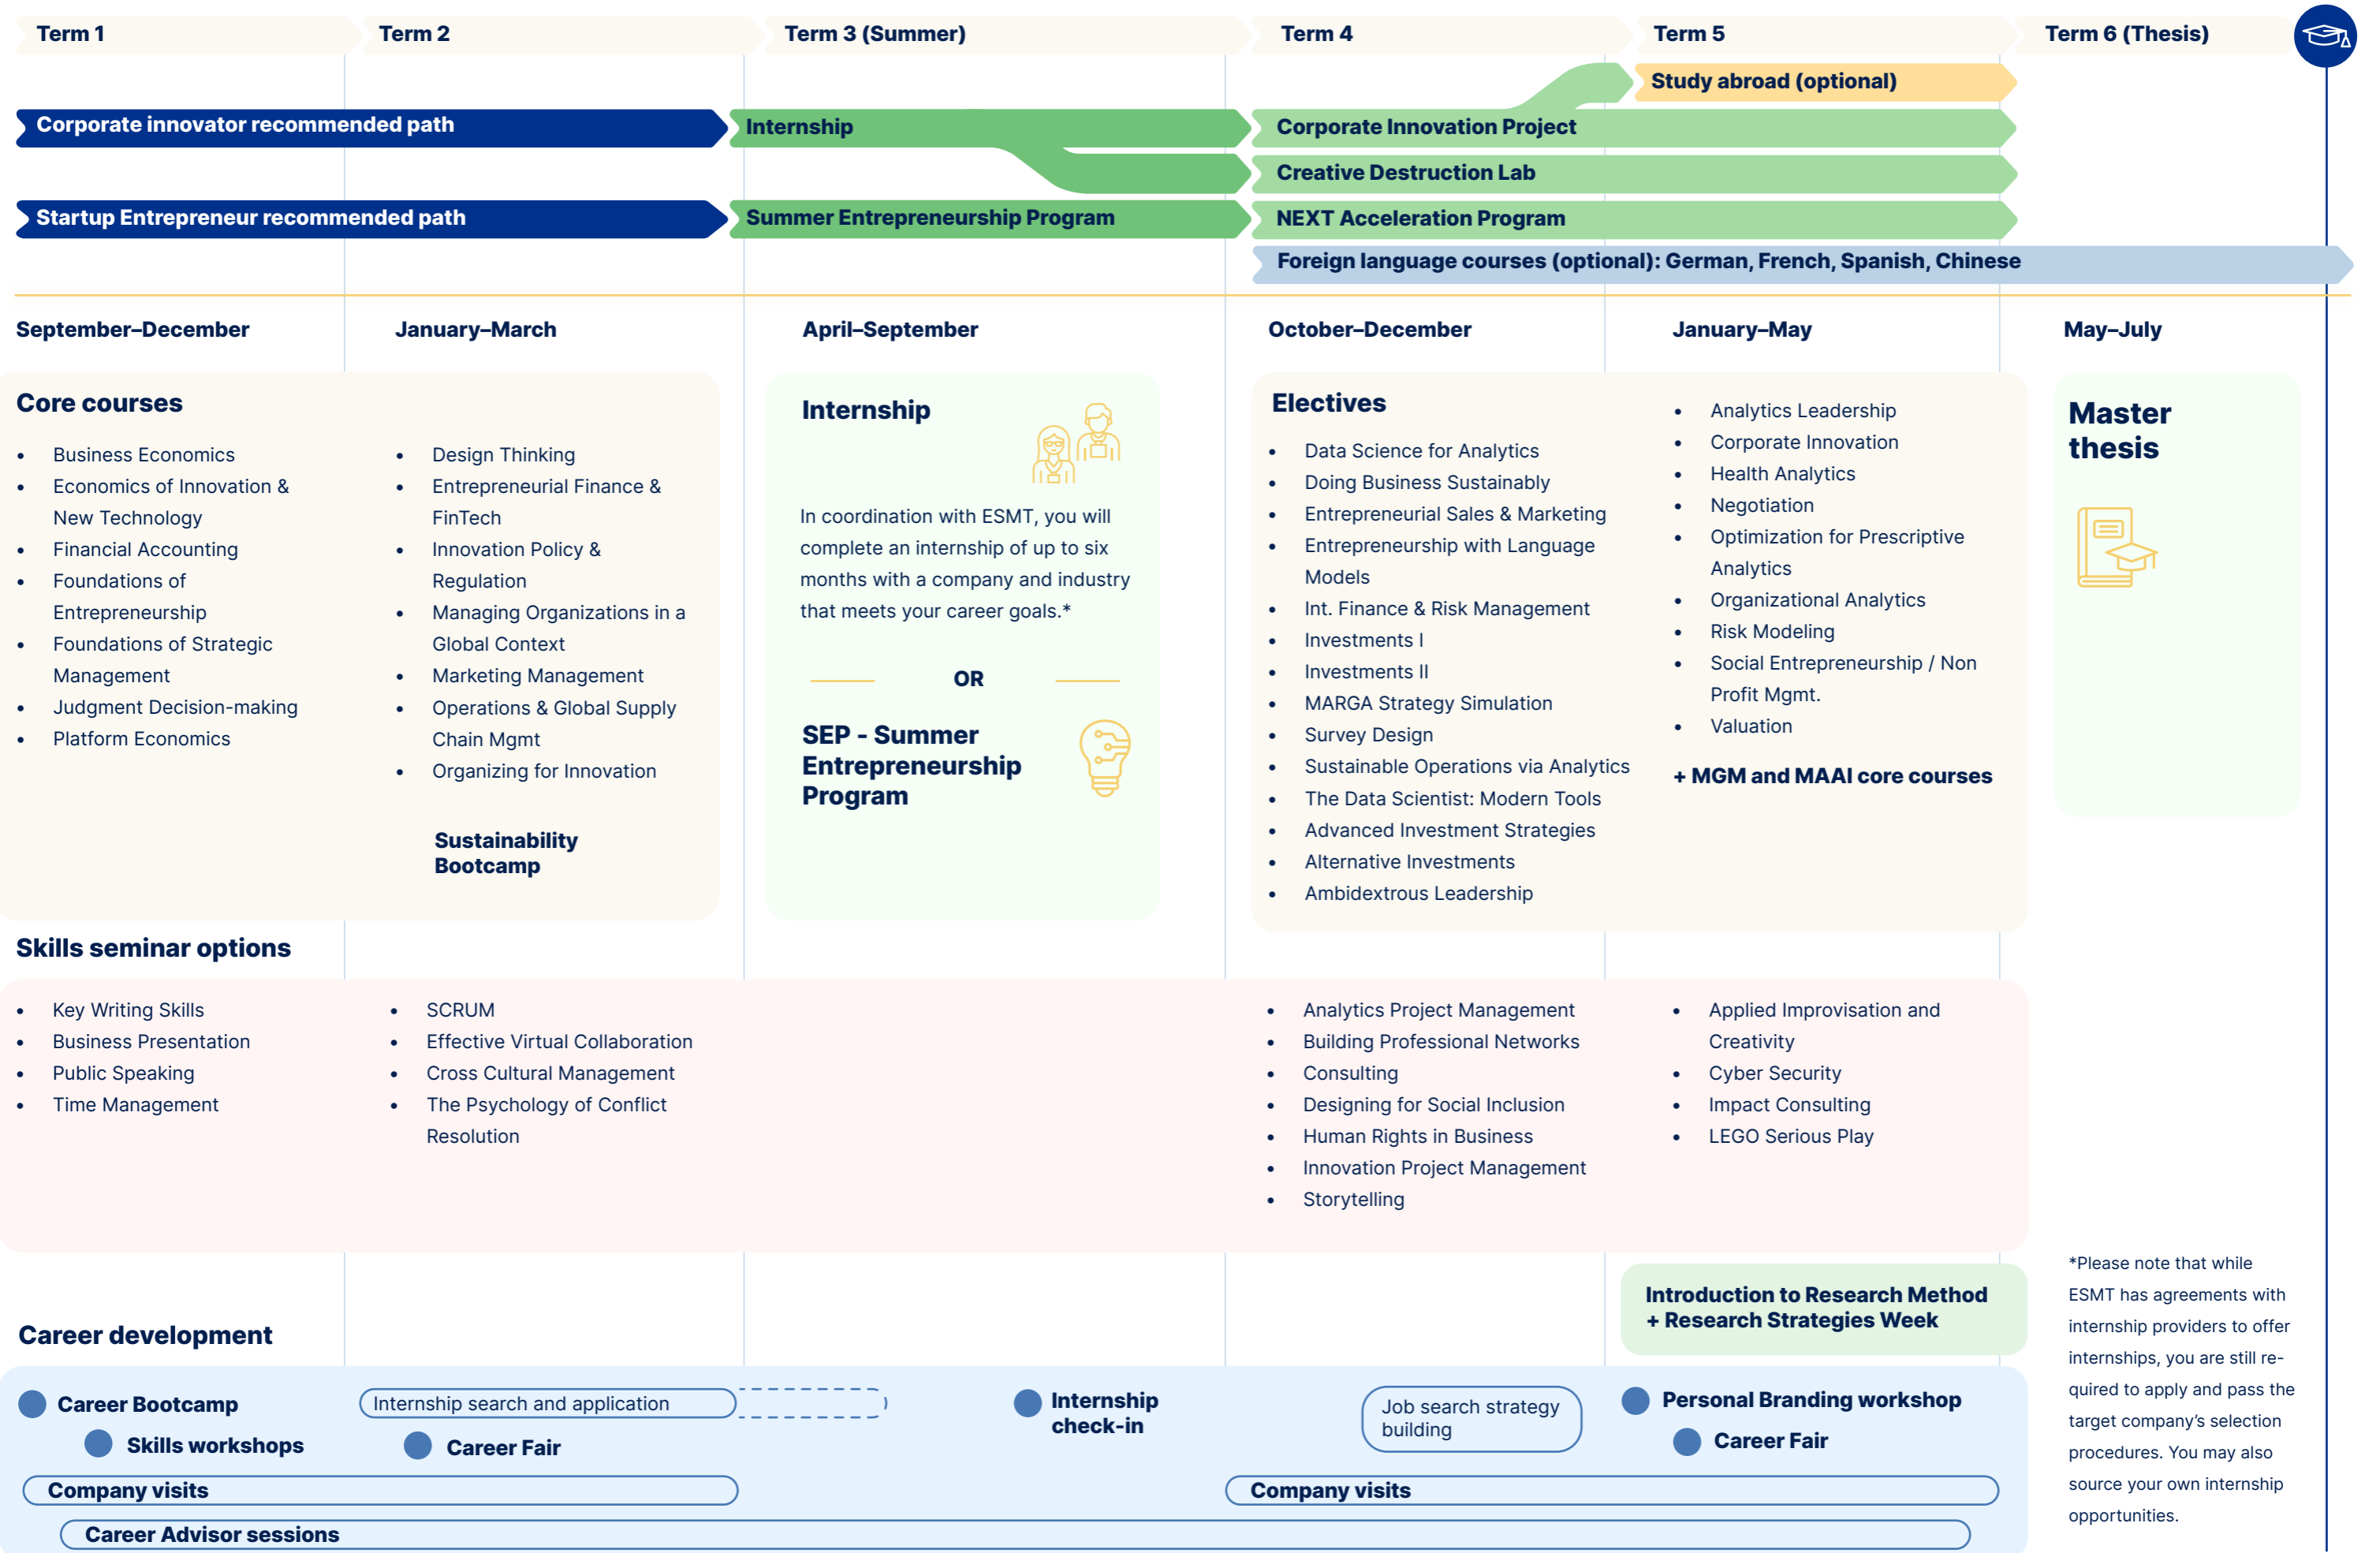 Term 1
Term 2
Term 3 (Summer)
Term 4
Term 5
Term 6 (Thesis)
Study abroad (optional)
Corporate innovator recommended path
Internship
Corporate Innovation Project
Creative Destruction Lab
Startup Entrepreneur recommended path
Summer Entrepreneurship Program
NEXT Acceleration Program
Foreign language courses (optional): German, French, Spanish, Chinese
September–December
January–March
April–September
October–December
January–May
May–July
Core courses
• Business Economics
• Economics of Innovation &
New Technology
• Financial Accounting
• Foundations of
Entrepreneurship
• Foundations of Strategic
Management
• Judgment Decision-making
• Platform Economics
• Design Thinking
• Entrepreneurial Finance &
FinTech
• Innovation Policy &
Regulation
• Managing Organizations in a
Global Context
• Marketing Management
• Operations & Global Supply
Chain Mgmt
• Organizing for Innovation
Sustainability
Bootcamp
Internship
In coordination with ESMT, you will
complete an internship of up to six
months with a company and industry
that meets your career goals.*
OR
SEP - Summer
Entrepreneurship
Program
Electives
• Data Science for Analytics
• Doing Business Sustainably
• Entrepreneurial Sales & Marketing
• Entrepreneurship with Language
Models
• Int. Finance & Risk Management
• Investments I
• Investments II
• MARGA Strategy Simulation
• Survey Design
• Sustainable Operations via Analytics
• The Data Scientist: Modern Tools
• Advanced Investment Strategies
• Alternative Investments
• Ambidextrous Leadership
• Analytics Leadership
• Corporate Innovation
• Health Analytics
• Negotiation
• Optimization for Prescriptive
Analytics
• Organizational Analytics
• Risk Modeling
• Social Entrepreneurship / Non
Profit Mgmt.
• Valuation
+ MGM and MAAI core courses
Master
thesis
Skills seminar options
• Key Writing Skills
• Business Presentation
• Public Speaking
• Time Management
• SCRUM
• Effective Virtual Collaboration
• Cross Cultural Management
• The Psychology of Conflict
Resolution
• Analytics Project Management
• Building Professional Networks
• Consulting
• Designing for Social Inclusion
• Human Rights in Business
• Innovation Project Management
• Storytelling
• Applied Improvisation and
Creativity
• Cyber Security
• Impact Consulting
• LEGO Serious Play
Introduction to Research Method
+ Research Strategies Week
Career development
Career Bootcamp
Skills workshops
Internship search and application
Career Fair
Internship
check-in
Job search strategy
building
Personal Branding workshop
Career Fair
Company visits
Company visits
Career Advisor sessions
*Please note that while
ESMT has agreements with
internship providers to offer
internships, you are still re-
quired to apply and pass the
target company’s selection
procedures. You may also
source your own internship
opportunities.